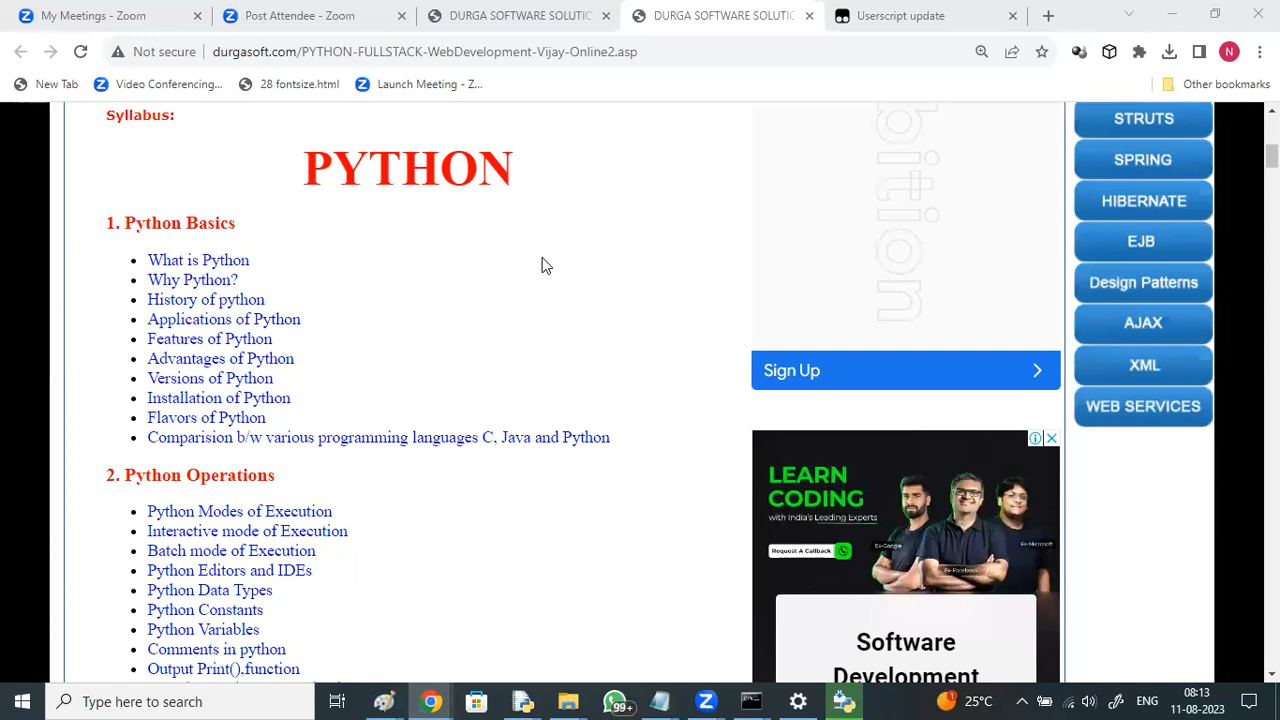 My Meetings - Zoom
Post Attendee - Zoom
DURGA SOFTWARE SOLUTIC
DURGA SOFTWARE SOLUTIC
Userscript update
Not secure
durgasoft.com/PYTHON-FULLSTACK-WebDevelopment-Vijay-Online2.asp
N
New Tab
Video Conferencing...
28 fontsize.html
Launch Meeting - Z...
Other bookmarks
Syllabus:
PYTHON
1. Python Basics
What is Python
Why Python?
History of python
Applications of Python
Features of Python
Advantages of Python
Versions of Python
Installation of Python
Flavors of Python
Comparision b/w various programming languages C, Java and Python
2. Python Operations
Python Modes of Execution
Interactive mode of Execution
Batch mode of Execution
Python Editors and IDEs
Python Data Types
Python Constants
Python Variables
Comments in python
Output Print(),function
bition
Sign Up
LEARN
CODING
with India's Leading Experts
Request A Callback
Ex-Google
Ex-Facebook
Ex-Microsoft
Software
Development
STRUTS
SPRING
HIBERNATE
EJB
Design Patterns
AJAX
XML
WEB SERVICES
Type here to search
99+
25°C
ENG
08:13
11-08-2023